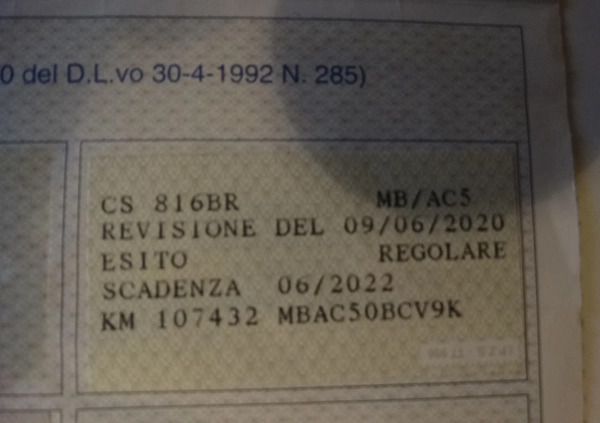 0 del D.L.vo 30-4-1992 N. 285)
CS 816BR MB/AC5
REVISIONE DEL 09/06/2020
ESITO REGOLARE
SCADENZA 06/2022
KM 107432 MBAC50BCV9K